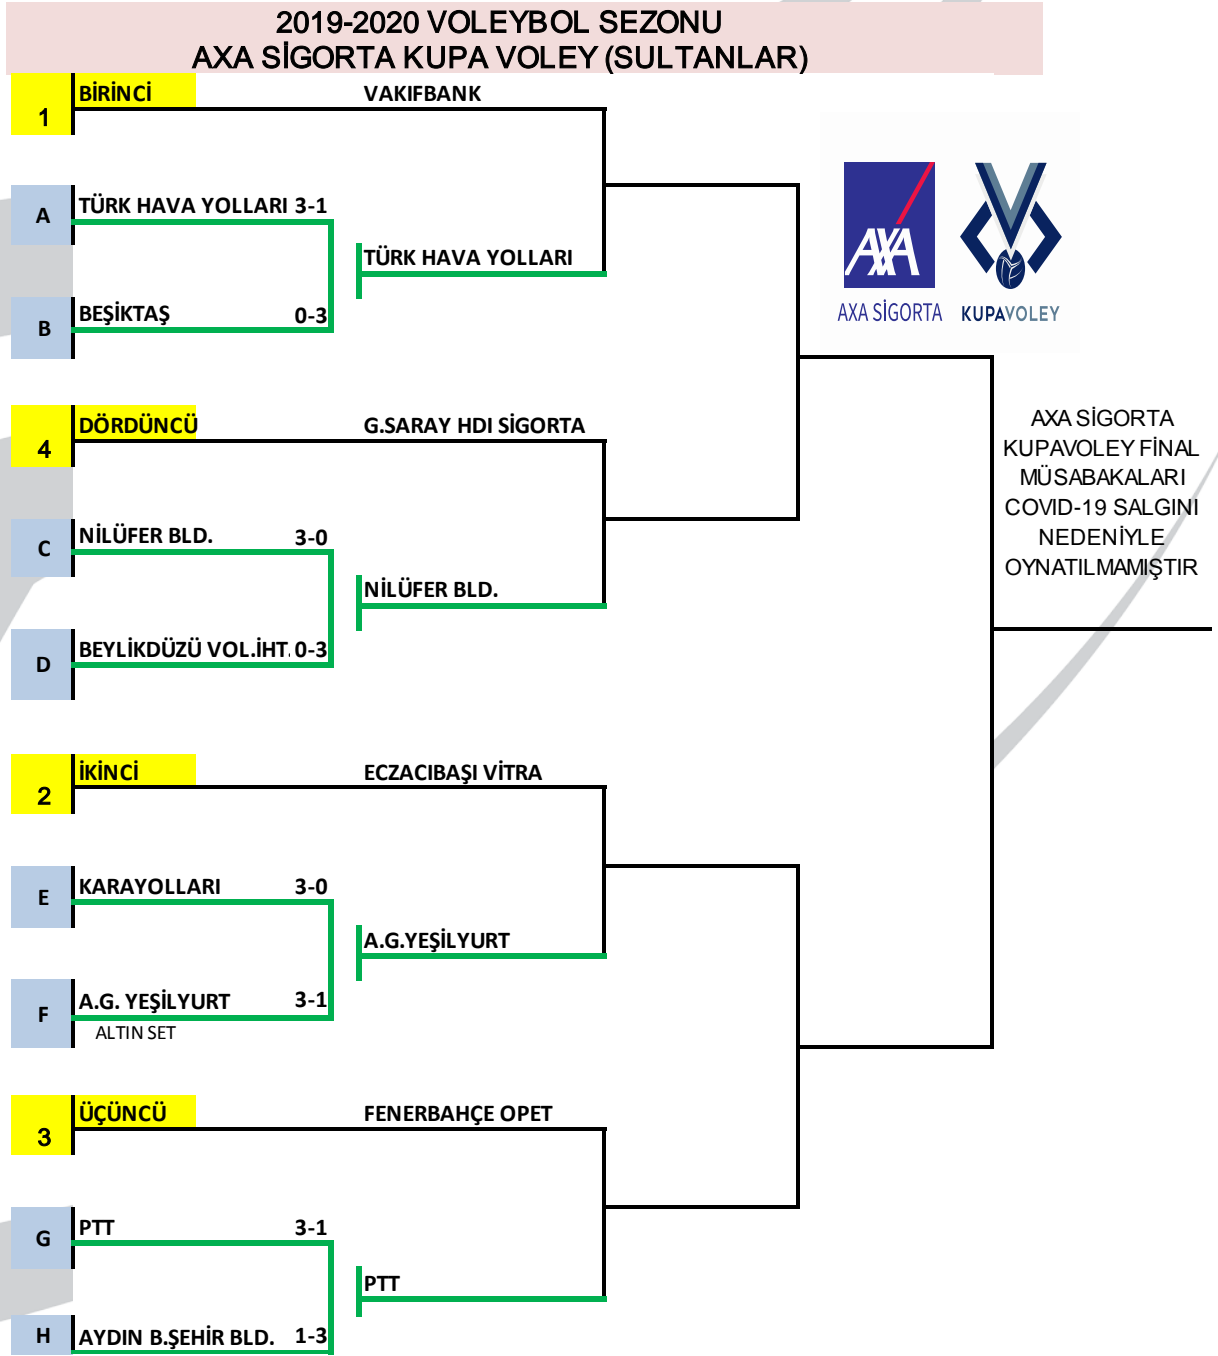 2019-2020 VOLEYBOL SEZONU
AXA SİGORTA KUPA VOLEY (SULTANLAR)
1 BİRİNCİ VAKIFBANK
A TÜRK HAVA YOLLARI 3-1
TÜRK HAVA YOLLARI
B BEŞİKTAŞ 0-3
AXA
AXA SİGORTA KUPAVOLEY
4 DÖRDÜNCÜ G.SARAY HDI SİGORTA
C NİLÜFER BLD. 3-0
NİLÜFER BLD.
D BEYLİKDÜZÜ VOL.İHT. 0-3
AXA SİGORTA
KUPAVOLEY FİNAL
MÜSABAKALARI
COVID-19 SALGINI
NEDENİYLE
OYNATILMAMIŞTIR
2 İKİNCİ ECZACIBAŞI VİTRA
E KARAYOLLARI 3-0
A.G.YEŞİLYURT
F A.G. YEŞİLYURT 3-1
ALTIN SET
3 ÜÇÜNCÜ FENERBAHÇE OPET
G PTT 3-1
PTT
H AYDIN B.ŞEHİR BLD. 1-3